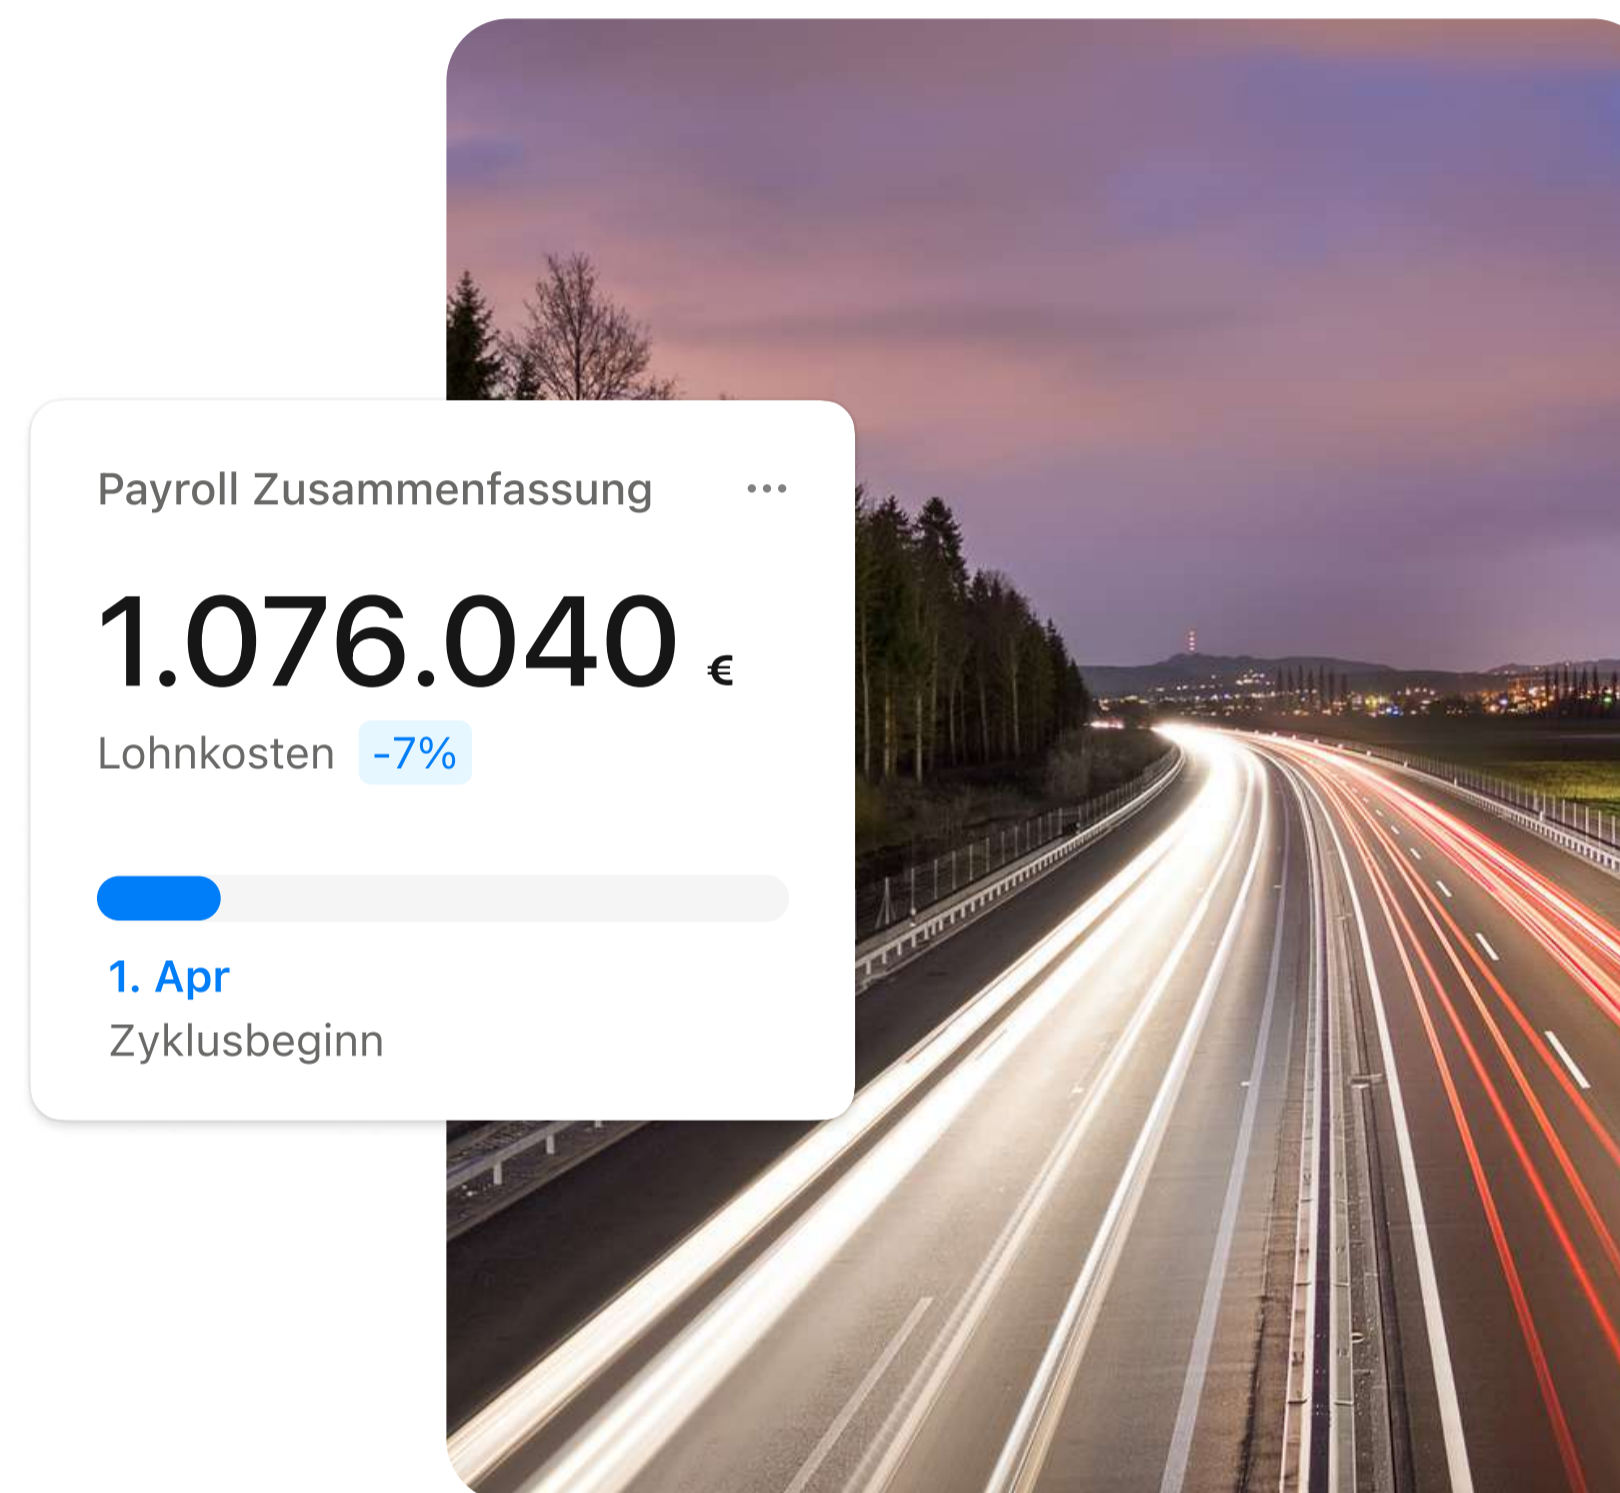 Payroll Zusammenfassung
1.076.040 €
Lohnkosten -7%
1. Apr
Zyklusbeginn